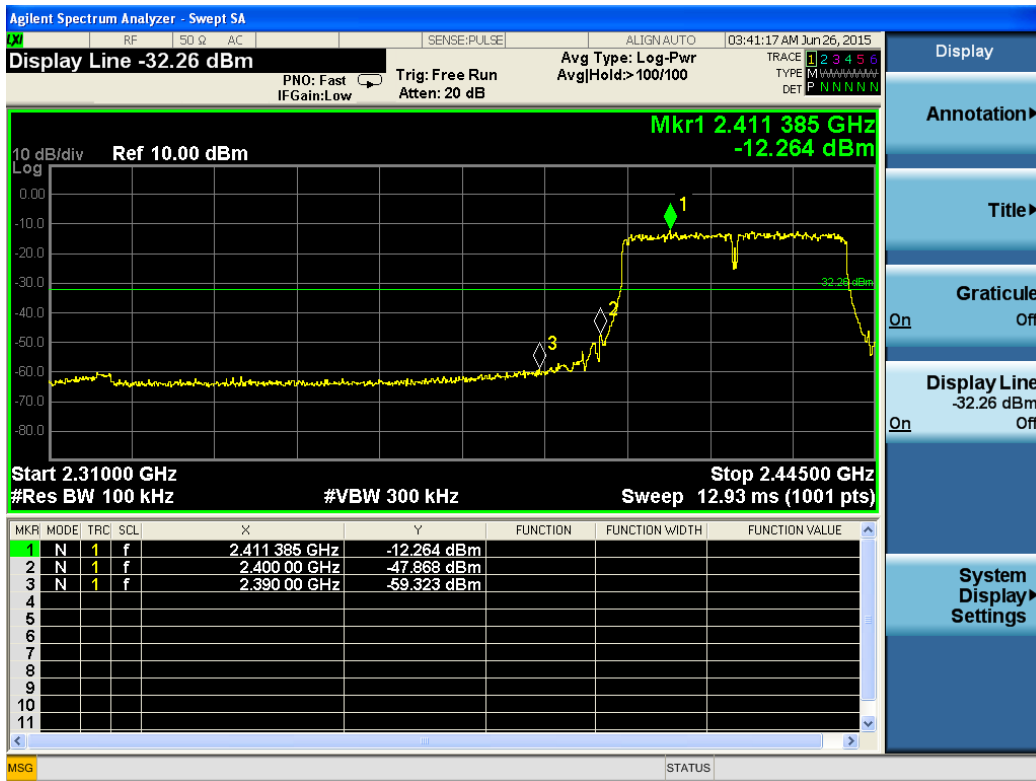 Agilent Spectrum Analyzer - Swept SA
LXI RF 50 Ω AC SENSE:PULSE ALIGN AUTO 03:41:17 AM Jun 26, 2015
Display Line -32.26 dBm
PNO: Fast
IFGain:Low
Trig: Free Run
Atten: 20 dB
Avg Type: Log-Pwr
Avg|Hold:>100/100
TRACE 1 2 3 4 5 6
TYPE M WWWWW
DET P N N N N N
Mkr1 2.411 385 GHz
-12.264 dBm
10 dB/div Ref 10.00 dBm
Log
0.00
-10.0
-20.0
-30.0
-40.0
-50.0
-60.0
-70.0
-80.0
1
2
3
-32.26 dBm
Start 2.31000 GHz Stop 2.44500 GHz
#Res BW 100 kHz #VBW 300 kHz Sweep 12.93 ms (1001 pts)
MKR MODE TRC SCL X Y FUNCTION FUNCTION WIDTH FUNCTION VALUE
1 N 1 f 2.411 385 GHz -12.264 dBm
2 N 1 f 2.400 00 GHz -47.868 dBm
3 N 1 f 2.390 00 GHz -59.323 dBm
4
5
6
7
8
9
10
11
MSG STATUS
Display
Annotation
Title
Graticule
On Off
Display Line
-32.26 dBm
On Off
System
Display
Settings